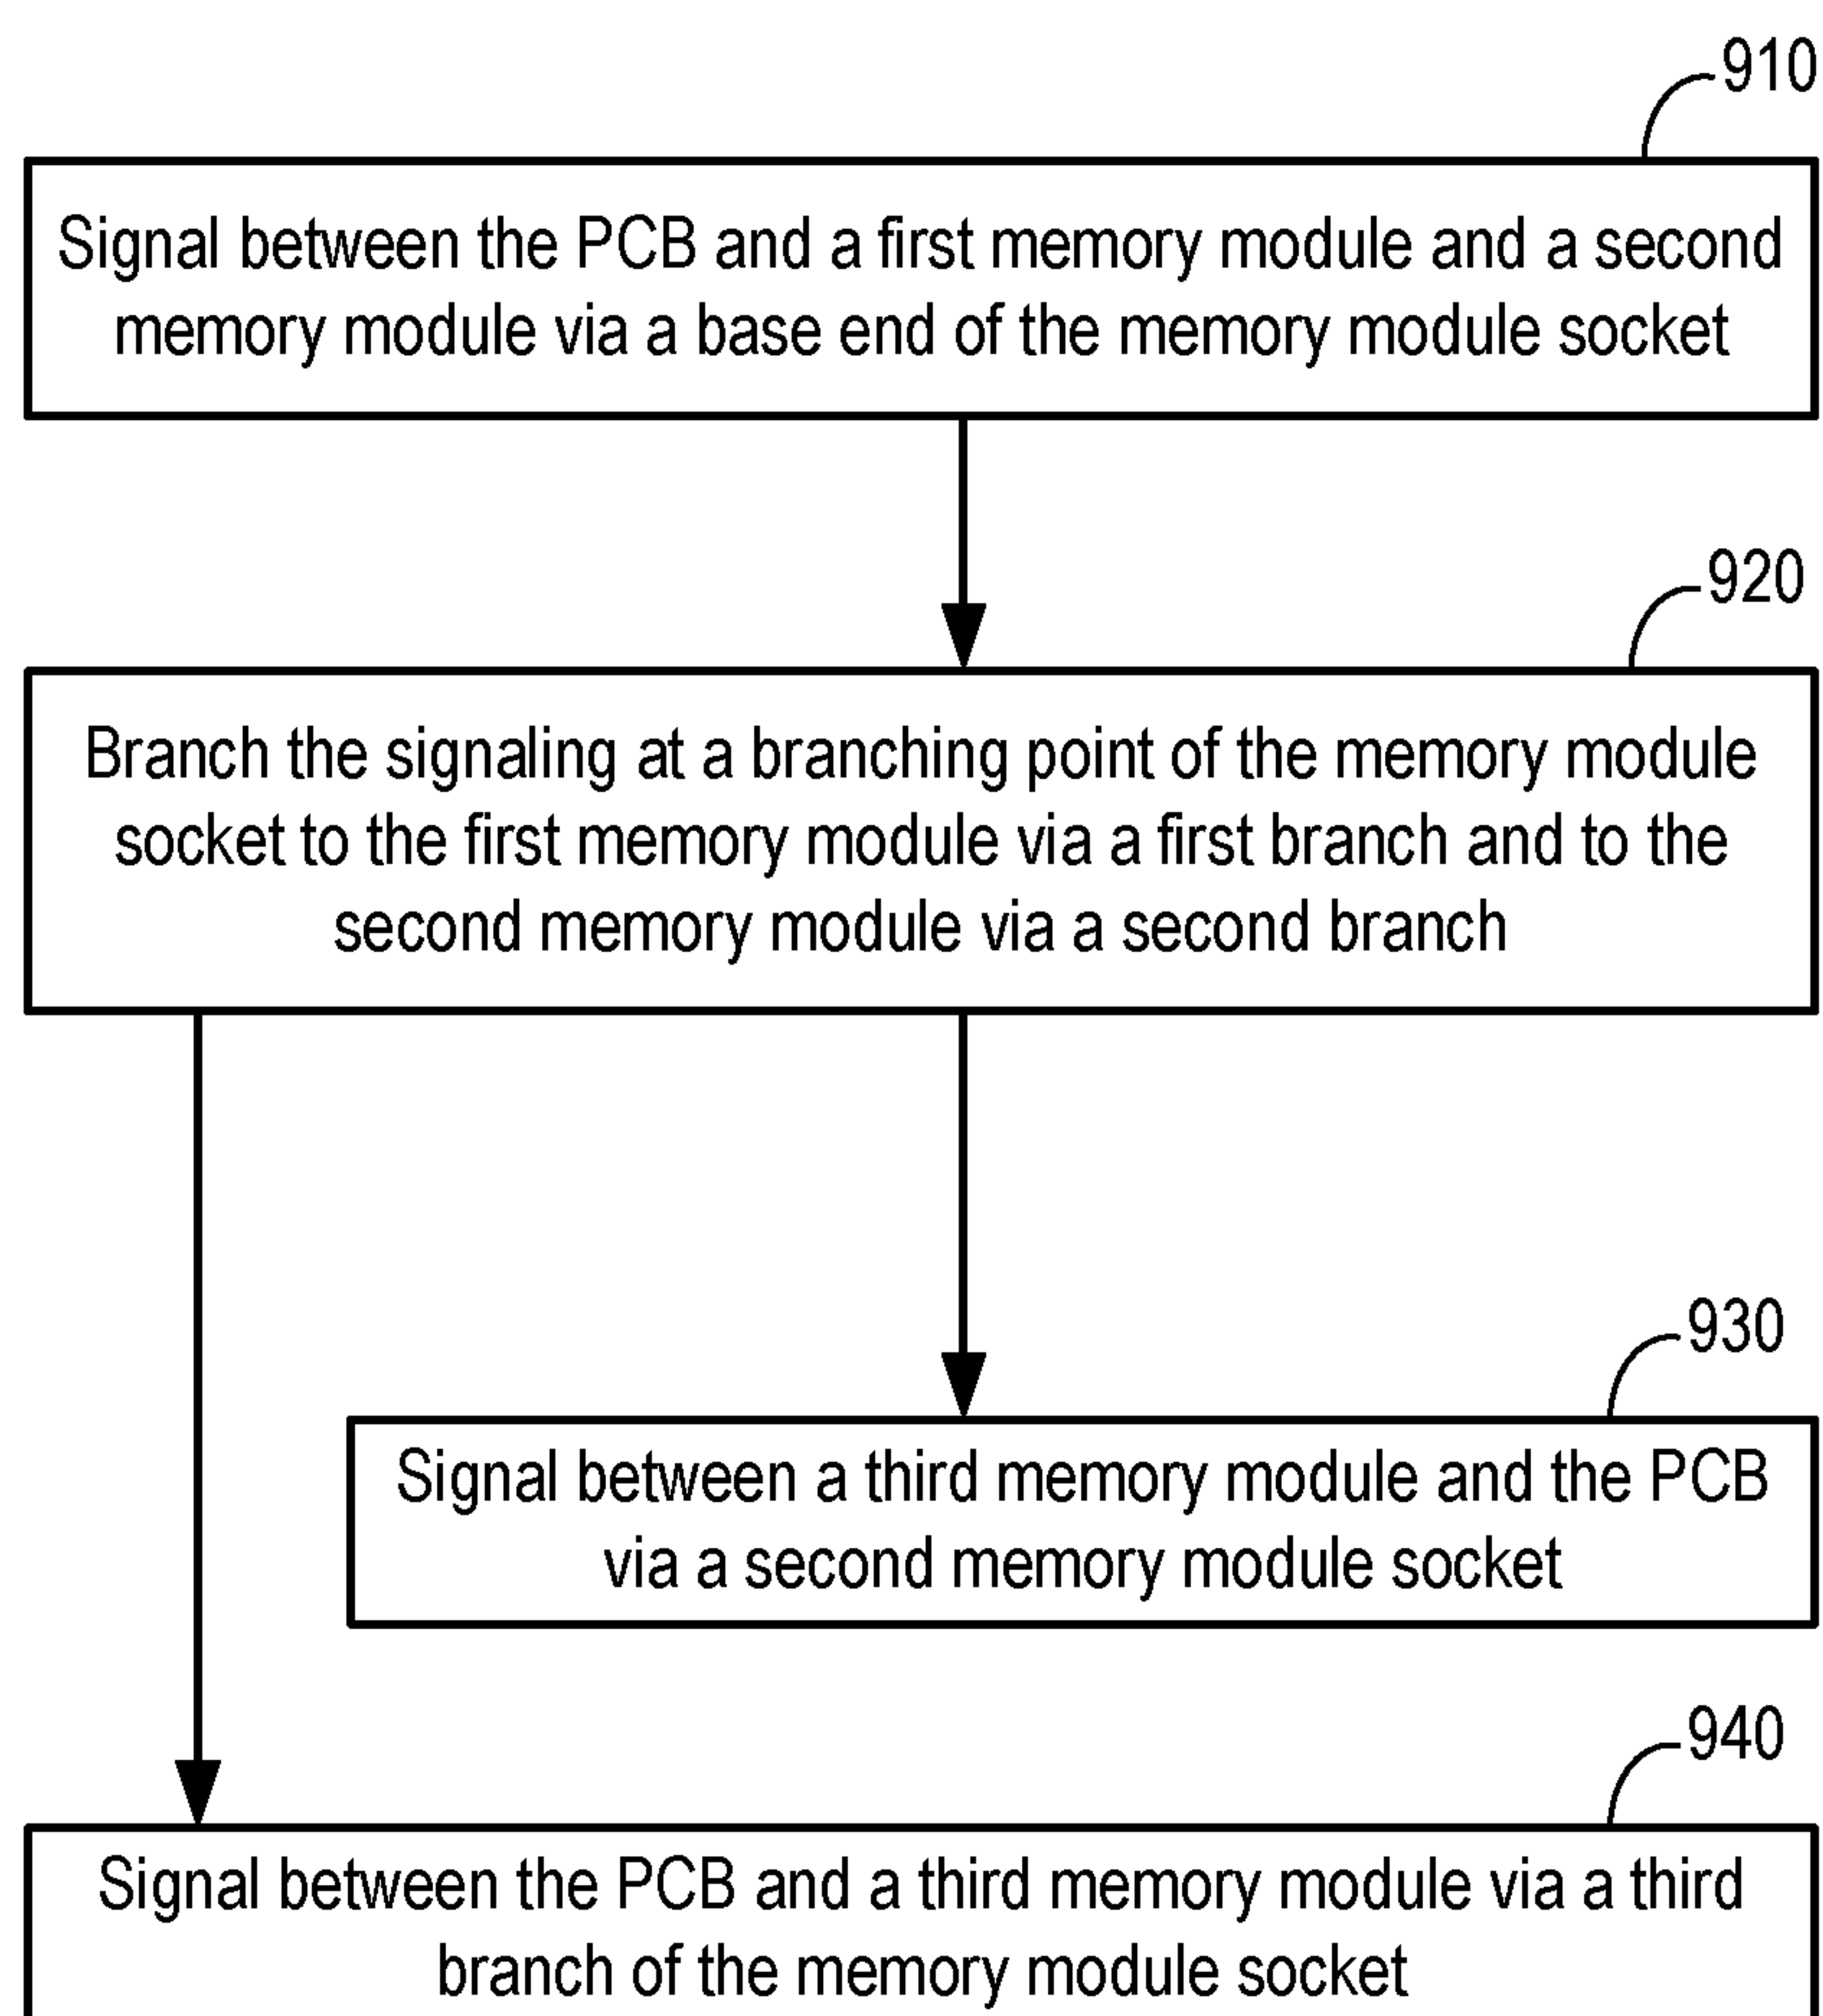 910
Signal between the PCB and a first memory module and a second
memory module via a base end of the memory module socket
920
Branch the signaling at a branching point of the memory module
socket to the first memory module via a first branch and to the
second memory module via a second branch
930
Signal between a third memory module and the PCB
via a second memory module socket
940
Signal between the PCB and a third memory module via a third
branch of the memory module socket